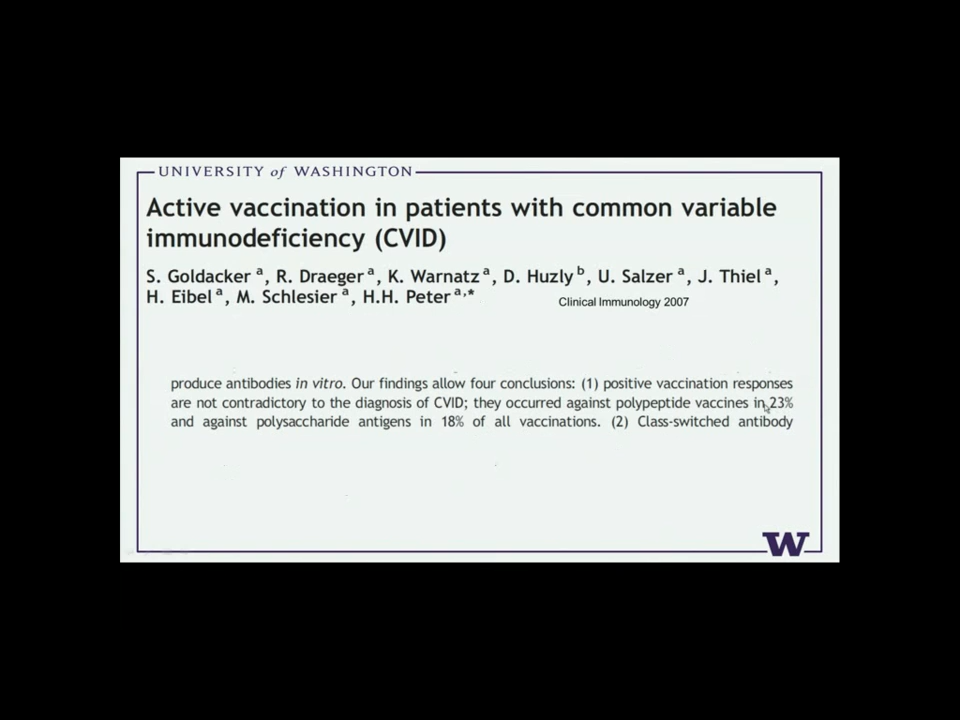 UNIVERSITY of WASHINGTON
Active vaccination in patients with common variable
immunodeficiency (CVID)
S. Goldacker a, R. Draeger a, K. Warnatz a, D. Huzly b, U. Salzer a, J. Thiel a,
H. Eibel a, M. Schlesier a, H.H. Peter a,*
Clinical Immunology 2007
produce antibodies in vitro. Our findings allow four conclusions: (1) positive vaccination responses
are not contradictory to the diagnosis of CVID; they occurred against polypeptide vaccines in 23%
and against polysaccharide antigens in 18% of all vaccinations. (2) Class-switched antibody
W